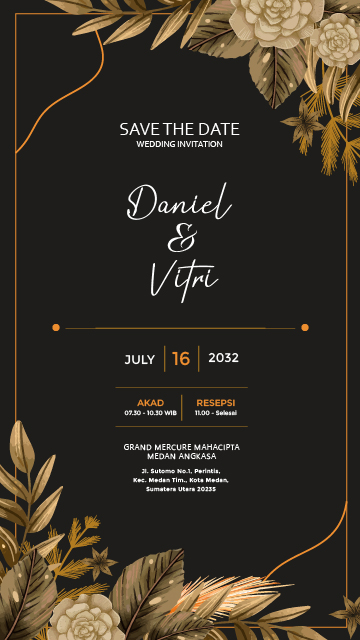 SAVE THE DATE
WEDDING INVITATION
Daniel
&
Vitri
JULY 16 2032
AKAD RESEPSI
07.30 - 10.30 WIB 11.00 - Selesai
GRAND MERCURE MAHACIPTA
MEDAN ANGKASA
Jl. Sutomo No.1, Perintis,
Kec. Medan Tim., Kota Medan,
Sumatera Utara 20235